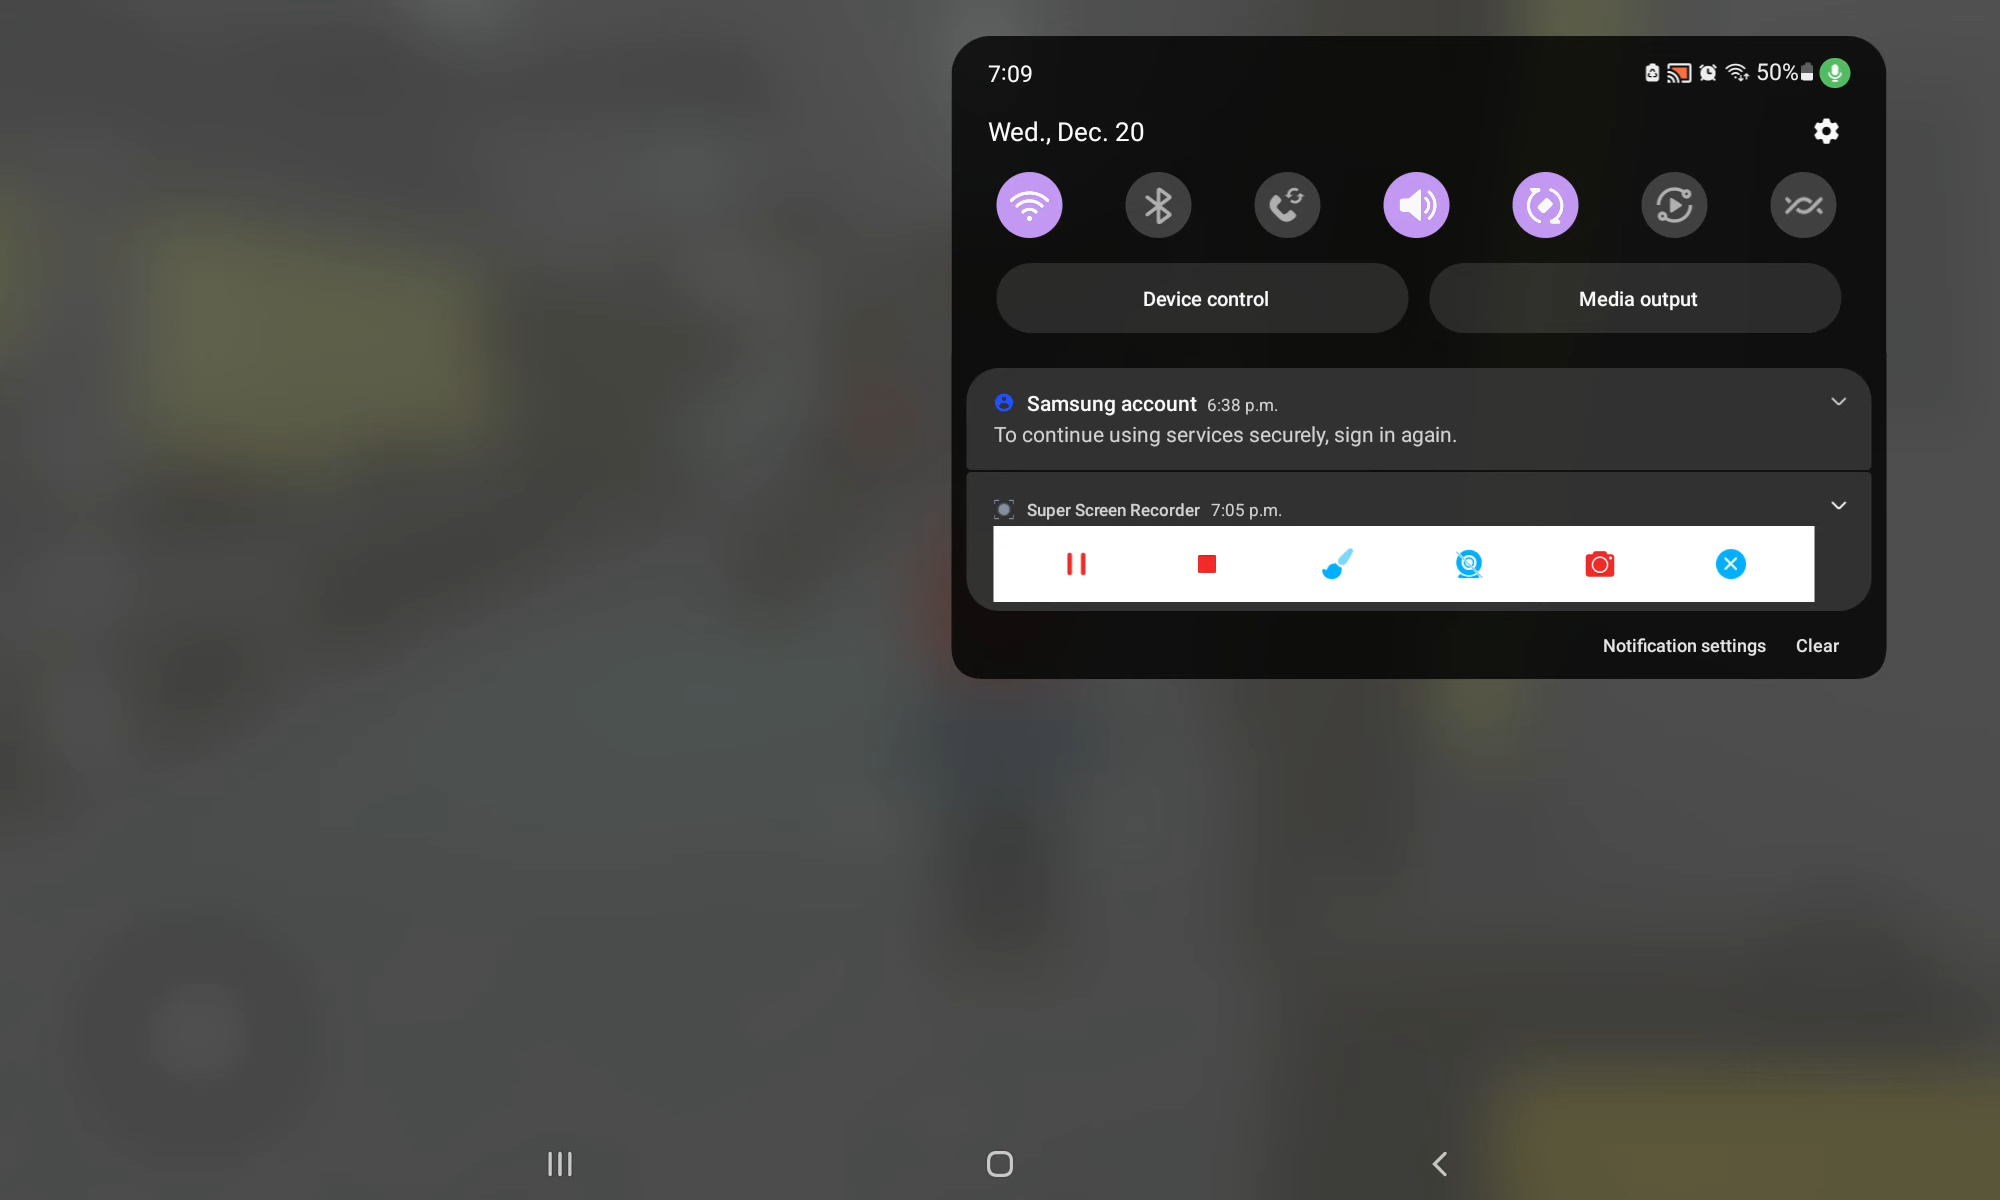 7:09
50%
Wed., Dec. 20
Device control
Media output
Samsung account 6:38 p.m.
To continue using services securely, sign in again.
Super Screen Recorder 7:05 p.m.
Notification settings
Clear